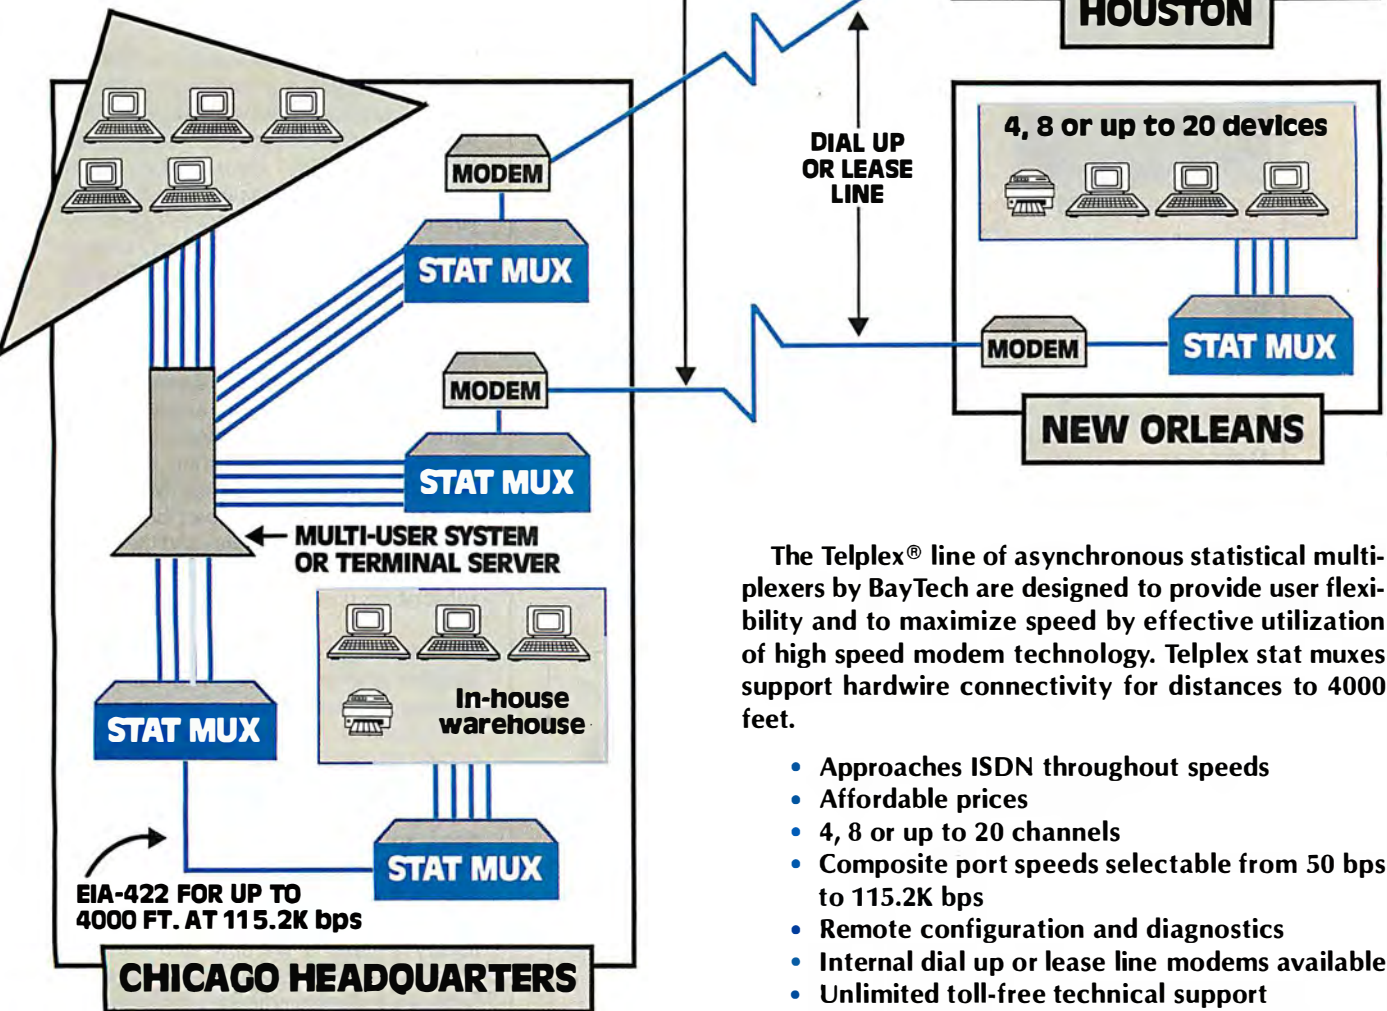 HOUSTON
4, 8 or up to 20 devices
DIAL UP
OR LEASE
LINE
MODEM
STAT MUX
MODEM
STAT MUX
NEW ORLEANS
MODEM
STAT MUX
MULTI-USER SYSTEM
OR TERMINAL SERVER
In-house
warehouse
STAT MUX
STAT MUX
EIA-422 FOR UP TO
4000 FT. AT 115.2K bps
CHICAGO HEADQUARTERS
The Telplex® line of asynchronous statistical multi-
plexers by BayTech are designed to provide user flexi-
bility and to maximize speed by effective utilization
of high speed modem technology. Telplex stat muxes
support hardwire connectivity for distances to 4000
feet.
• Approaches ISDN throughout speeds
• Affordable prices
• 4, 8 or up to 20 channels
• Composite port speeds selectable from 50 bps
to 115.2K bps
• Remote configuration and diagnostics
• Internal dial up or lease line modems available
• Unlimited toll-free technical support